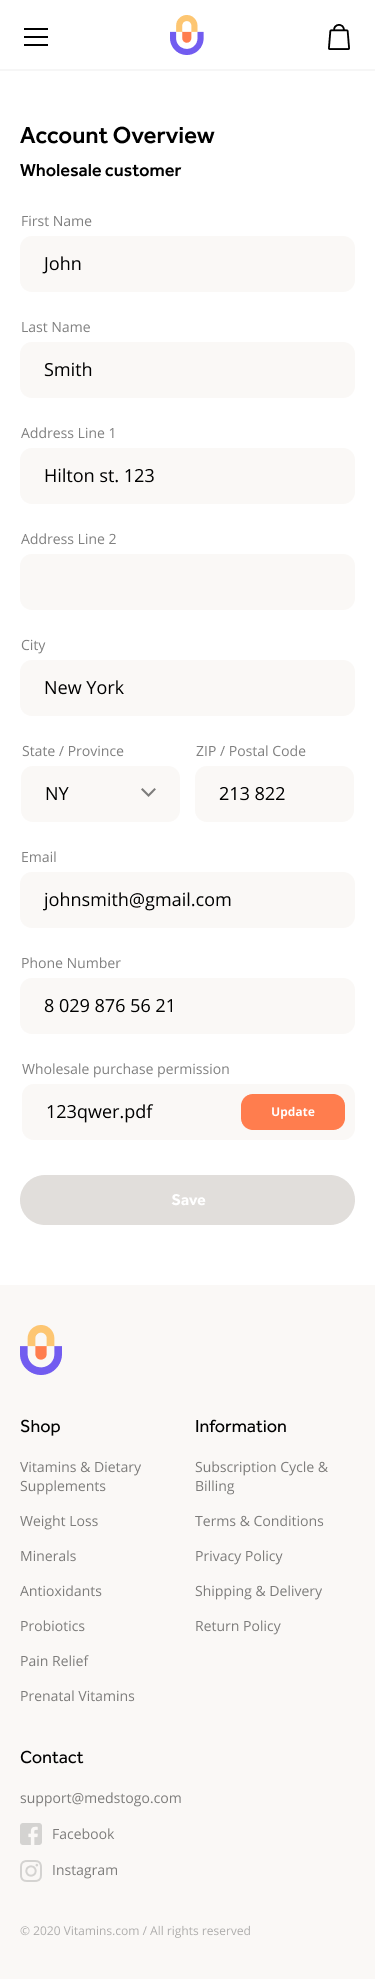 Account Overview
Wholesale customer
First Name
John
Last Name
Smith
Address Line 1
Hilton st. 123
Address Line 2
City
New York
State / Province
NY
ZIP / Postal Code
213 822
Email
johnsmith@gmail.com
Phone Number
8 029 876 56 21
Wholesale purchase permission
123qwer.pdf
Update
Save
Shop
Vitamins & Dietary
Supplements
Weight Loss
Minerals
Antioxidants
Probiotics
Pain Relief
Prenatal Vitamins
Information
Subscription Cycle &
Billing
Terms & Conditions
Privacy Policy
Shipping & Delivery
Return Policy
Contact
support@medstogo.com
Facebook
Instagram
© 2020 Vitamins.com / All rights reserved